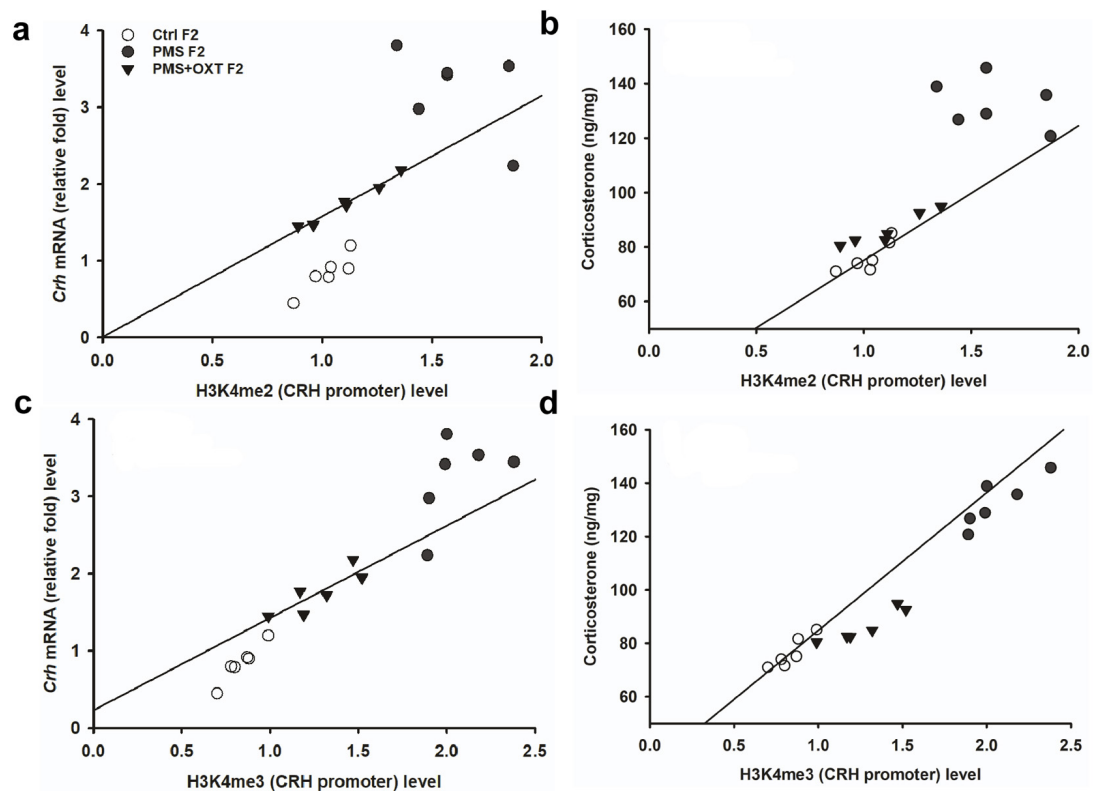 a
Ctrl F2
PMS F2
PMS+OXT F2
4
3
2
1
0
0.0 0.5 1.0 1.5 2.0
Crh mRNA (relative fold) level
H3K4me2 (CRH promoter) level
b
160
140
120
100
80
60
0.0 0.5 1.0 1.5 2.0
Corticosterone (ng/mg)
H3K4me2 (CRH promoter) level
c
4
3
2
1
0
0.0 0.5 1.0 1.5 2.0 2.5
Crh mRNA (relative fold) level
H3K4me3 (CRH promoter) level
d
160
140
120
100
80
60
0.0 0.5 1.0 1.5 2.0 2.5
Corticosterone (ng/mg)
H3K4me3 (CRH promoter) level